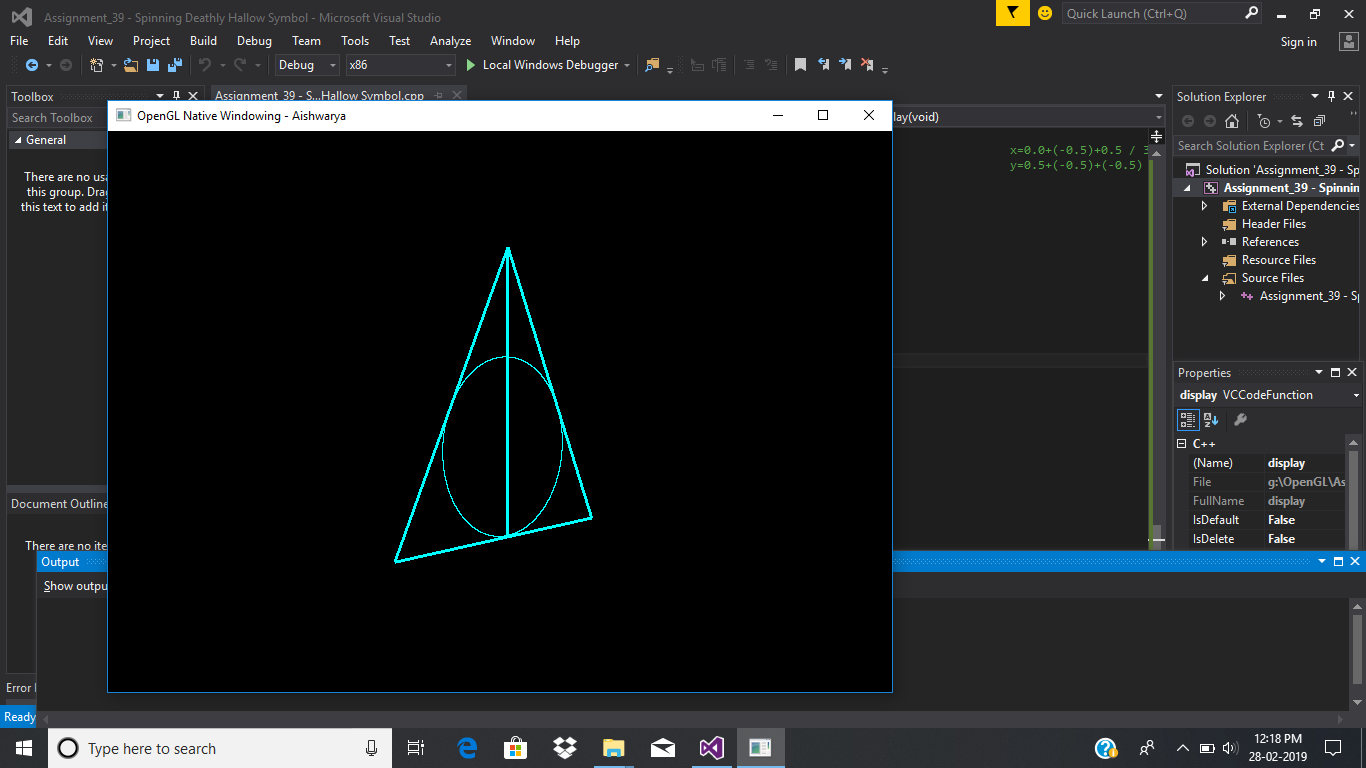 Assignment_39 - Spinning Deathly Hallow Symbol - Microsoft Visual Studio
Quick Launch (Ctrl+Q)
File Edit View Project Build Debug Team Tools Test Analyze Window Help
Sign in
Debug x86 Local Windows Debugger
Toolbox
Search Toolbox
General
There are no usa
this group. Drag
this text to add it
Assignment_39 - S...Hallow Symbol.cpp
lay(void)
x=0.0+(-0.5)+0.5 / 3
y=0.5+(-0.5)+(-0.5)
OpenGL Native Windowing - Aishwarya
Solution Explorer
Search Solution Explorer (Ct
Solution 'Assignment_39 - Sp
Assignment_39 - Spinnin
External Dependencies
Header Files
References
Resource Files
Source Files
Assignment_39 - Sp
Properties
display VCCodeFunction
C++
(Name) display
File g:\OpenGL\As
FullName display
IsDefault False
IsDelete False
Document Outline
There are no ite
Output
Show outpu
Error
Ready
Type here to search
12:18 PM
28-02-2019